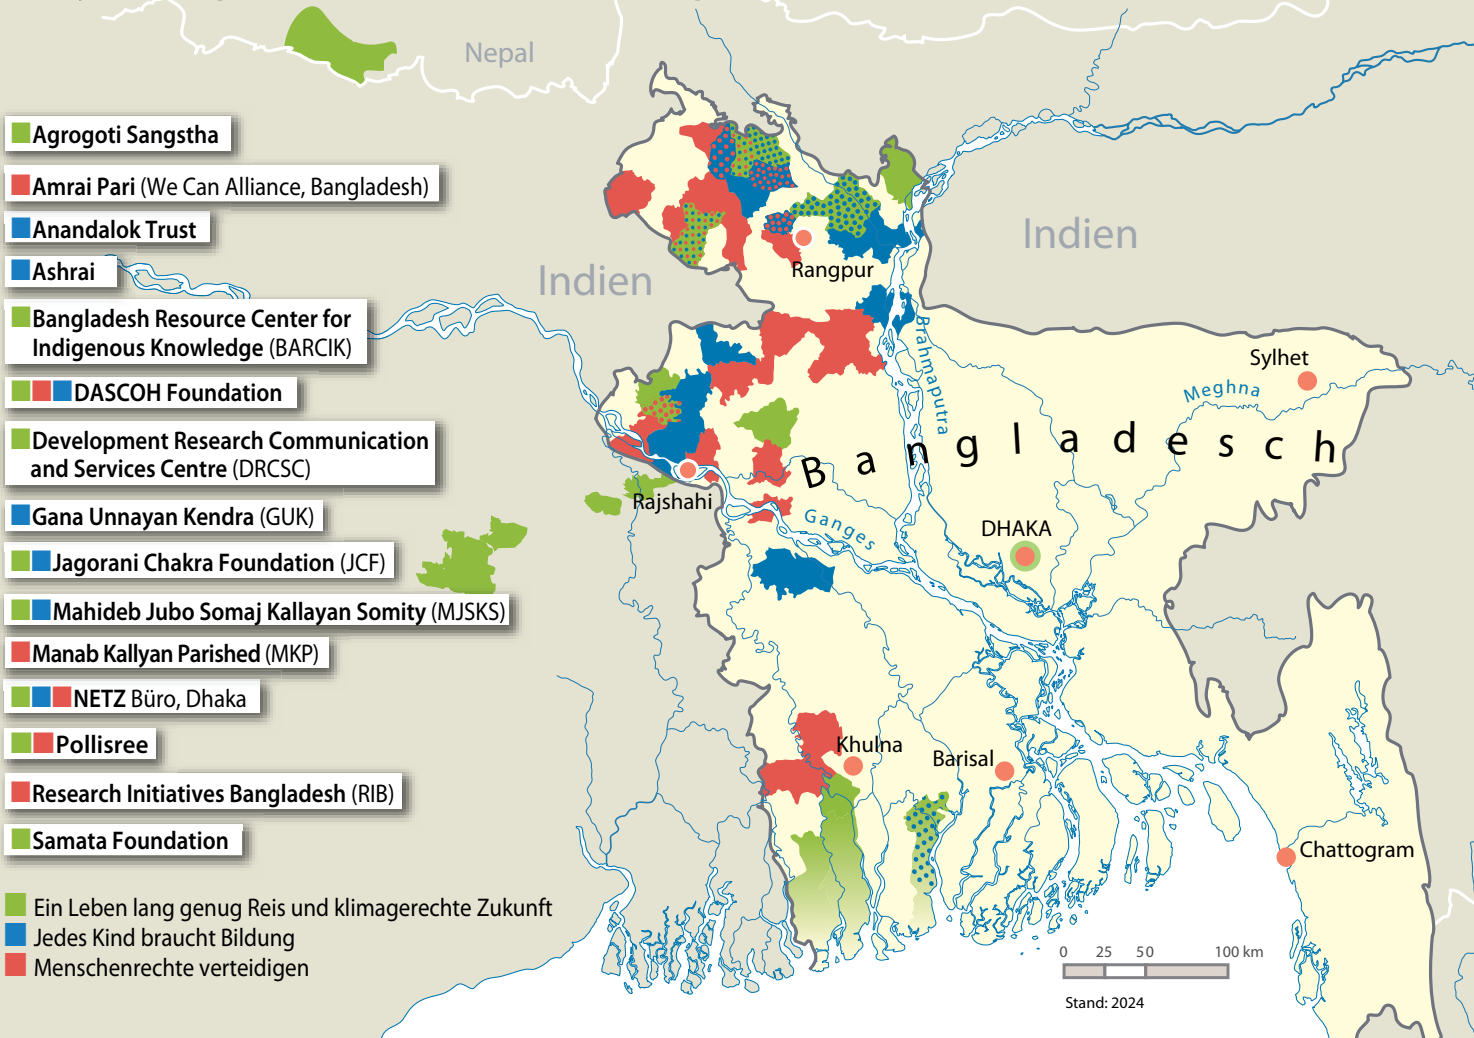 Nepal
Agrogoti Sangstha
Amrai Pari (We Can Alliance, Bangladesh)
Anandalok Trust
Ashrai
Bangladesh Resource Center for
Indigenous Knowledge (BARCIK)
DASCOH Foundation
Development Research Communication
and Services Centre (DRCSC)
Gana Unnayan Kendra (GUK)
Jagorani Chakra Foundation (JCF)
Mahideb Jubo Somaj Kallayan Somity (MJSKS)
Manab Kallyan Parished (MKP)
NETZ Büro, Dhaka
Pollisree
Research Initiatives Bangladesh (RIB)
Samata Foundation
Ein Leben lang genug Reis und klimagerechte Zukunft
Jedes Kind braucht Bildung
Menschenrechte verteidigen
Indien
Indien
Rangpur
Brahmaputra
Sylhet
Meghna
Bangladesch
Rajshahi
Ganges
DHAKA
Khulna
Barisal
Chattogram
0 25 50 100 km
Stand: 2024